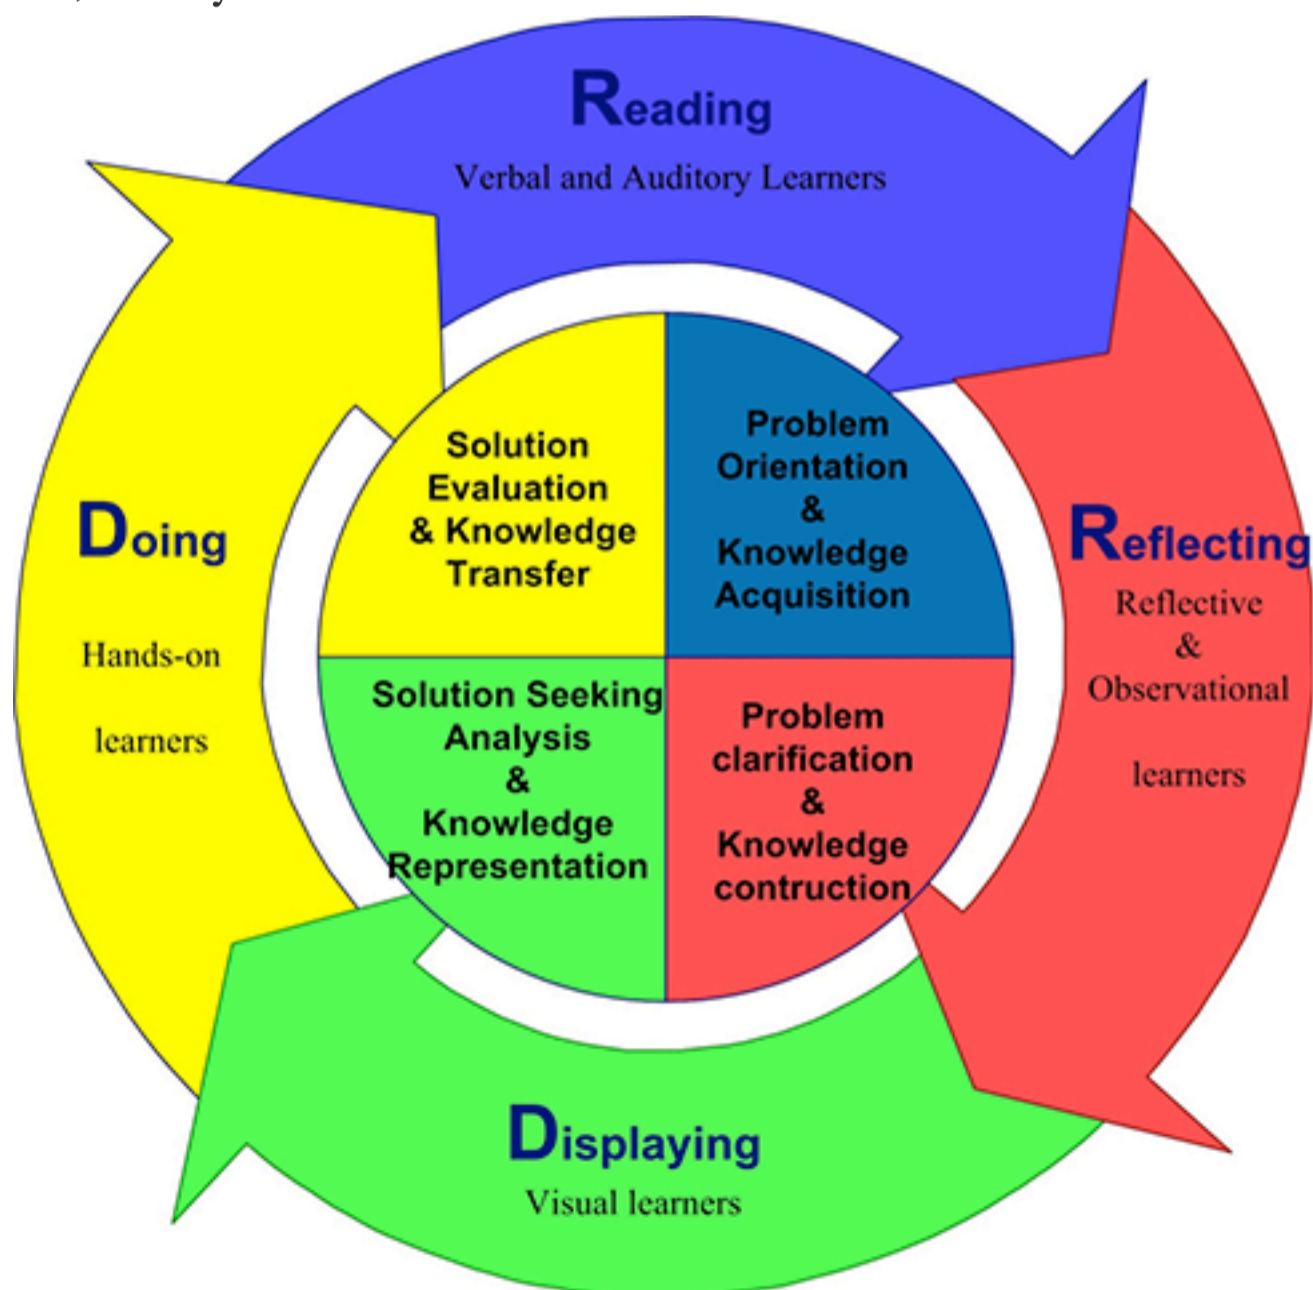 Reading
Verbal and Auditory Learners
Reflecting
Reflective
&
Observational
learners
Displaying
Visual learners
Doing
Hands-on
learners
Problem
Orientation
&
Knowledge
Acquisition
Problem
clarification
&
Knowledge
contruction
Solution Seeking
Analysis
&
Knowledge
Representation
Solution
Evaluation
& Knowledge
Transfer